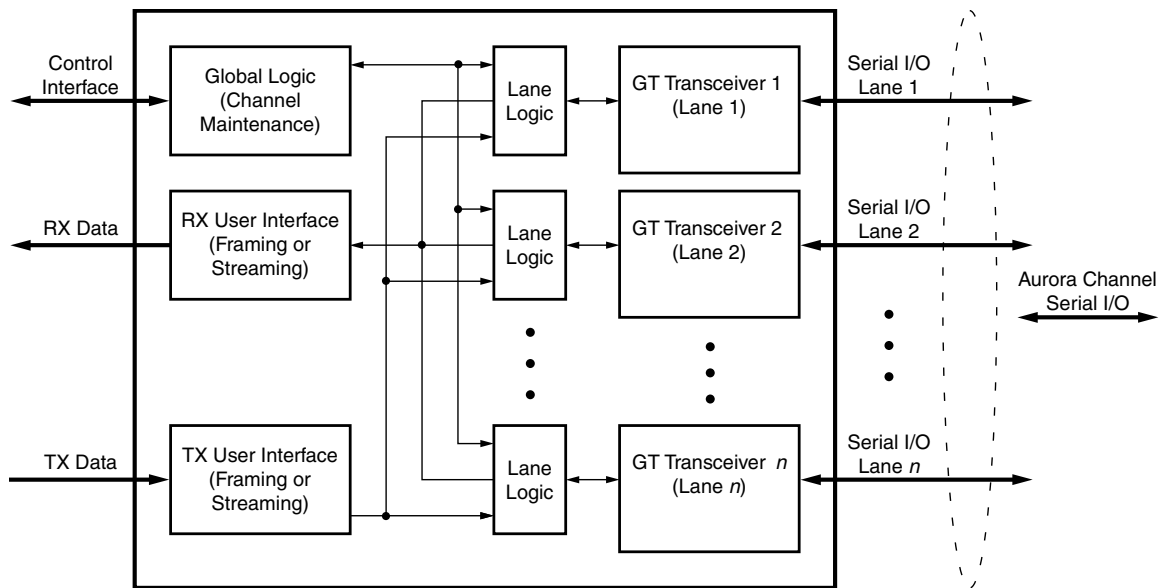 Control
Interface
Global Logic
(Channel
Maintenance)
Lane
Logic
GT Transceiver 1
(Lane 1)
Serial I/O
Lane 1
RX Data
RX User Interface
(Framing or
Streaming)
Lane
Logic
GT Transceiver 2
(Lane 2)
Serial I/O
Lane 2
Aurora Channel
Serial I/O
TX Data
TX User Interface
(Framing or
Streaming)
Lane
Logic
GT Transceiver n
(Lane n)
Serial I/O
Lane n